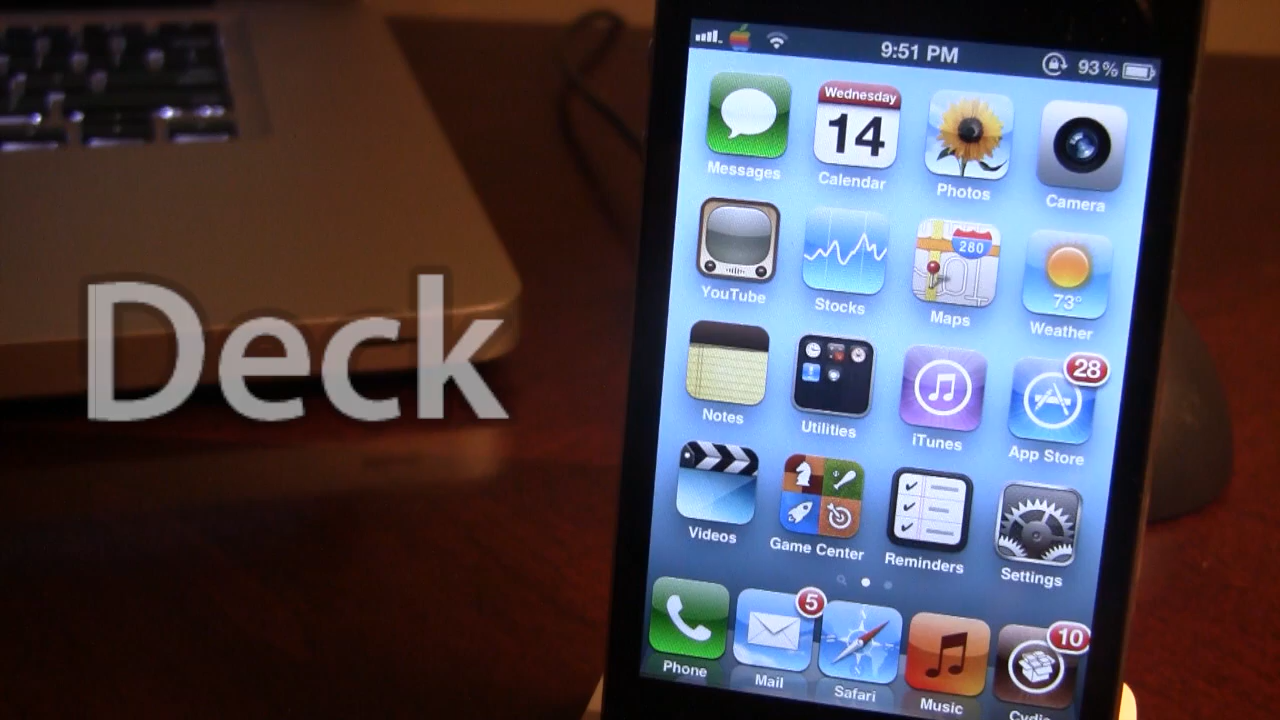 9:51 PM
93%
Wednesday
14
Messages
Calendar
Photos
Camera
280
73°
YouTube
Stocks
Maps
Weather
28
Notes
Utilities
iTunes
App Store
Videos
Game Center
Reminders
Settings
5
10
Phone
Mail
Safari
Music
Cydia
Deck